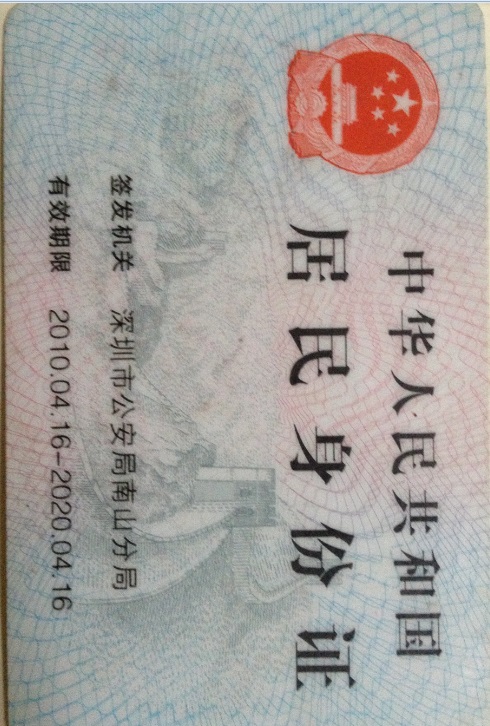 中华人民共和国
居民身份证
签发机关 深圳市公安局南山分局
有效期限 2010.04.16-2020.04.16